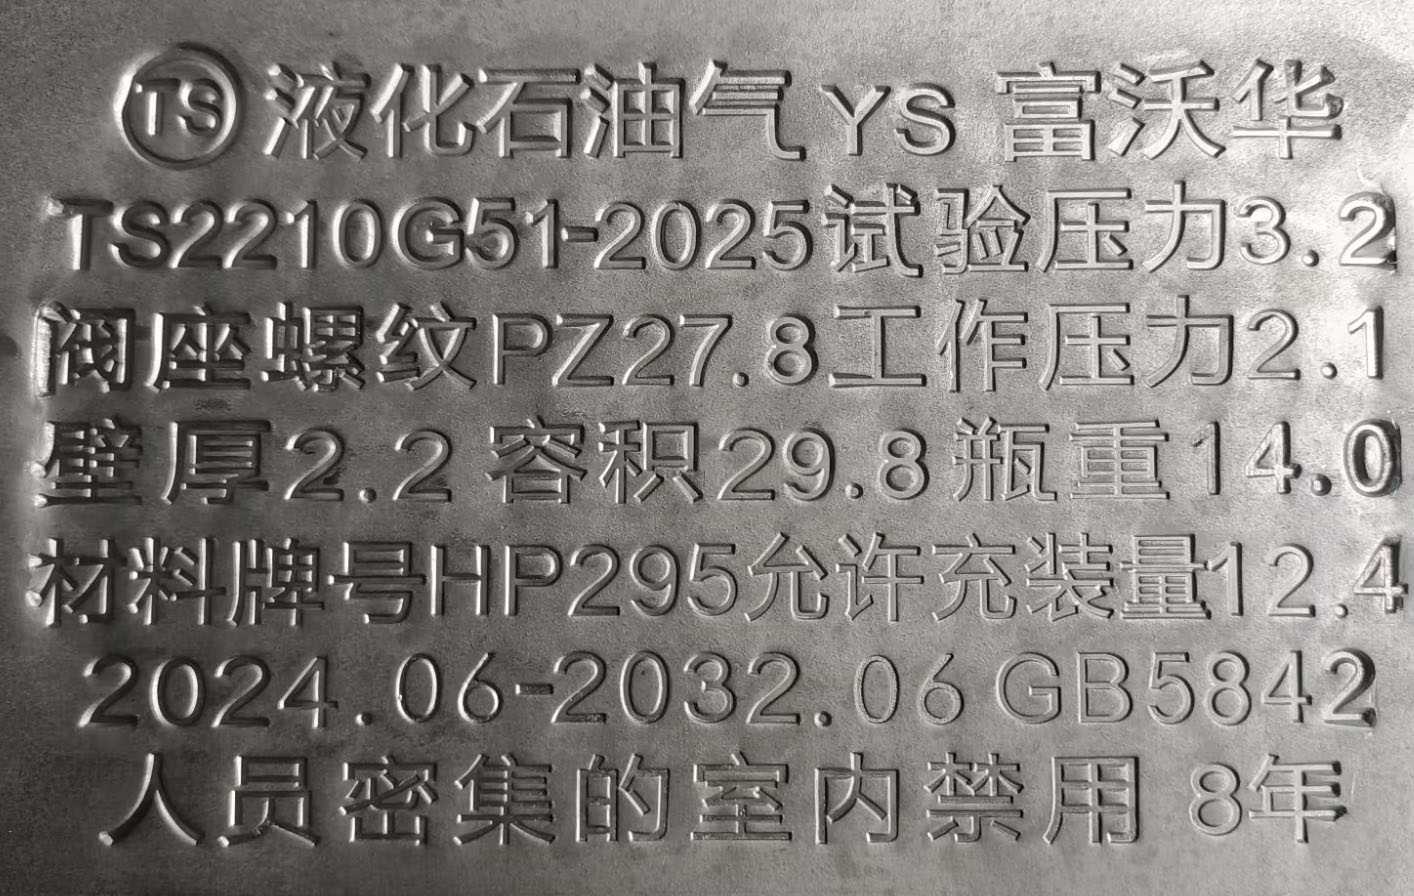 TS 液化石油气YS 富沃华
TS2210G51-2025试验压力3.2
阀座螺纹PZ27.8工作压力2.1
壁厚2.2 容积29.8 瓶重14.0
材料牌号HP295允许充装量12.4
2024.06-2032.06 GB5842
人员密集的室内禁用 8年